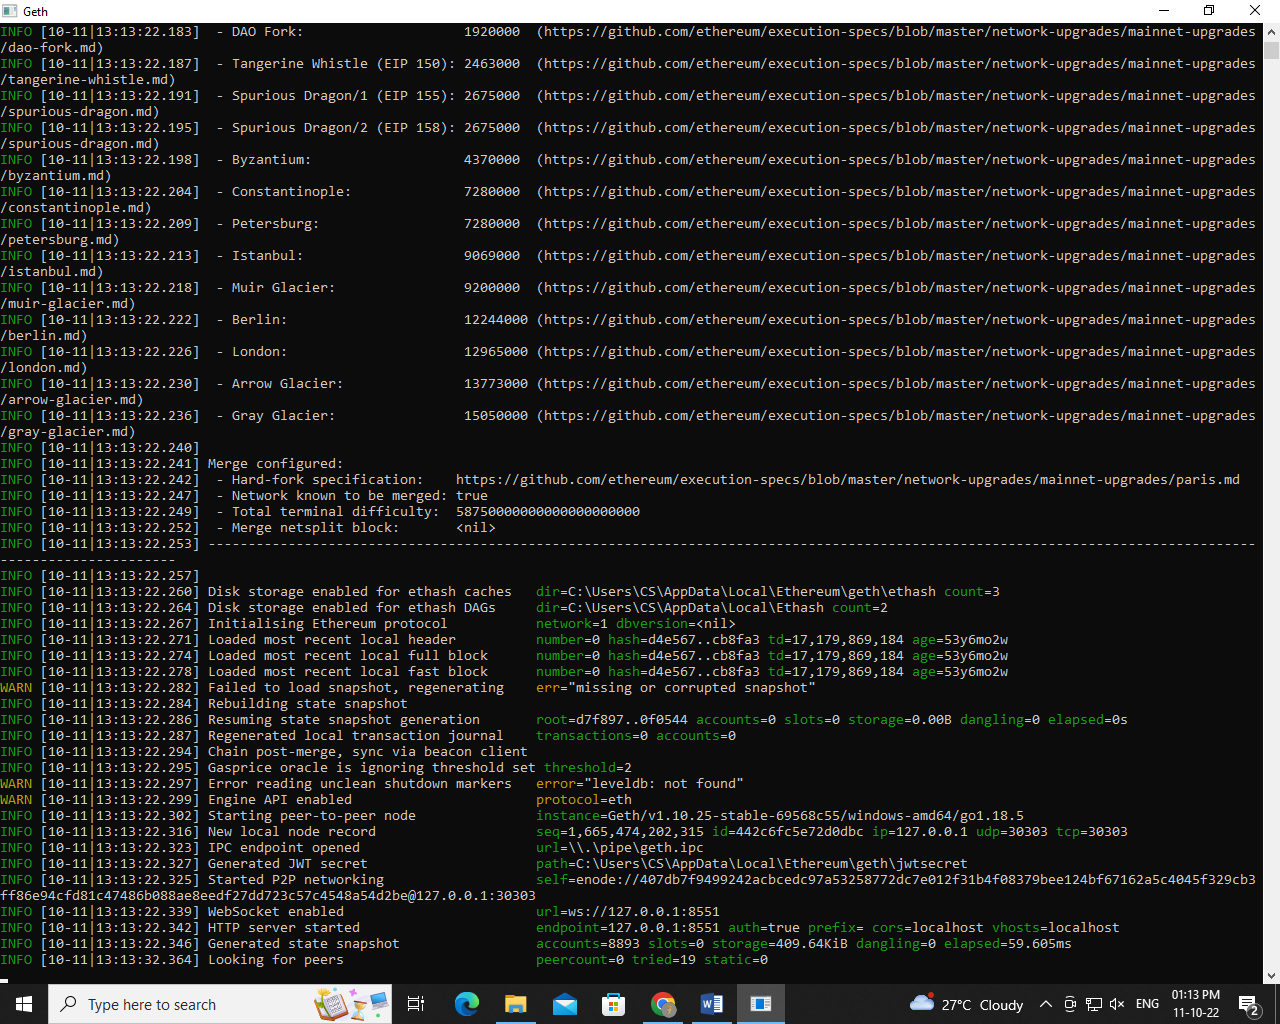 Geth
INFO [10-11|13:13:22.183]  - DAO Fork:                    1920000  (https://github.com/ethereum/execution-specs/blob/master/network-upgrades/mainnet-upgrades
/dao-fork.md)
INFO [10-11|13:13:22.187]  - Tangerine Whistle (EIP 150): 2463000  (https://github.com/ethereum/execution-specs/blob/master/network-upgrades/mainnet-upgrades
/tangerine-whistle.md)
INFO [10-11|13:13:22.191]  - Spurious Dragon/1 (EIP 155): 2675000  (https://github.com/ethereum/execution-specs/blob/master/network-upgrades/mainnet-upgrades
/spurious-dragon.md)
INFO [10-11|13:13:22.195]  - Spurious Dragon/2 (EIP 158): 2675000  (https://github.com/ethereum/execution-specs/blob/master/network-upgrades/mainnet-upgrades
/spurious-dragon.md)
INFO [10-11|13:13:22.198]  - Byzantium:                   4370000  (https://github.com/ethereum/execution-specs/blob/master/network-upgrades/mainnet-upgrades
/byzantium.md)
INFO [10-11|13:13:22.204]  - Constantinople:              7280000  (https://github.com/ethereum/execution-specs/blob/master/network-upgrades/mainnet-upgrades
/constantinople.md)
INFO [10-11|13:13:22.209]  - Petersburg:                  7280000  (https://github.com/ethereum/execution-specs/blob/master/network-upgrades/mainnet-upgrades
/petersburg.md)
INFO [10-11|13:13:22.213]  - Istanbul:                    9069000  (https://github.com/ethereum/execution-specs/blob/master/network-upgrades/mainnet-upgrades
/istanbul.md)
INFO [10-11|13:13:22.218]  - Muir Glacier:                9200000  (https://github.com/ethereum/execution-specs/blob/master/network-upgrades/mainnet-upgrades
/muir-glacier.md)
INFO [10-11|13:13:22.222]  - Berlin:                      12244000 (https://github.com/ethereum/execution-specs/blob/master/network-upgrades/mainnet-upgrades
/berlin.md)
INFO [10-11|13:13:22.226]  - London:                      12965000 (https://github.com/ethereum/execution-specs/blob/master/network-upgrades/mainnet-upgrades
/london.md)
INFO [10-11|13:13:22.230]  - Arrow Glacier:               13773000 (https://github.com/ethereum/execution-specs/blob/master/network-upgrades/mainnet-upgrades
/arrow-glacier.md)
INFO [10-11|13:13:22.236]  - Gray Glacier:                15050000 (https://github.com/ethereum/execution-specs/blob/master/network-upgrades/mainnet-upgrades
/gray-glacier.md)
INFO [10-11|13:13:22.240]
INFO [10-11|13:13:22.241] Merge configured:
INFO [10-11|13:13:22.242]  - Hard-fork specification:    https://github.com/ethereum/execution-specs/blob/master/network-upgrades/mainnet-upgrades/paris.md
INFO [10-11|13:13:22.247]  - Network known to be merged: true
INFO [10-11|13:13:22.249]  - Total terminal difficulty:  58750000000000000000000
INFO [10-11|13:13:22.252]  - Merge netsplit block:       <nil>
INFO [10-11|13:13:22.253] -----------------------------------------------------------------------------------------------------------------------------------
----------------------
INFO [10-11|13:13:22.257]
INFO [10-11|13:13:22.260] Disk storage enabled for ethash caches   dir=C:\Users\CS\AppData\Local\Ethereum\geth\ethash count=3
INFO [10-11|13:13:22.264] Disk storage enabled for ethash DAGs     dir=C:\Users\CS\AppData\Local\Ethash count=2
INFO [10-11|13:13:22.267] Initialising Ethereum protocol           network=1 dbversion=<nil>
INFO [10-11|13:13:22.271] Loaded most recent local header          number=0 hash=d4e567..cb8fa3 td=17,179,869,184 age=53y6mo2w
INFO [10-11|13:13:22.274] Loaded most recent local full block      number=0 hash=d4e567..cb8fa3 td=17,179,869,184 age=53y6mo2w
INFO [10-11|13:13:22.278] Loaded most recent local fast block      number=0 hash=d4e567..cb8fa3 td=17,179,869,184 age=53y6mo2w
WARN [10-11|13:13:22.282] Failed to load snapshot, regenerating    err="missing or corrupted snapshot"
INFO [10-11|13:13:22.284] Rebuilding state snapshot
INFO [10-11|13:13:22.286] Resuming state snapshot generation       root=d7f897..0f0544 accounts=0 slots=0 storage=0.00B dangling=0 elapsed=0s
INFO [10-11|13:13:22.287] Regenerated local transaction journal    transactions=0 accounts=0
INFO [10-11|13:13:22.294] Chain post-merge, sync via beacon client
INFO [10-11|13:13:22.295] Gasprice oracle is ignoring threshold set threshold=2
WARN [10-11|13:13:22.297] Error reading unclean shutdown markers   error="leveldb: not found"
WARN [10-11|13:13:22.299] Engine API enabled                       protocol=eth
INFO [10-11|13:13:22.302] Starting peer-to-peer node               instance=Geth/v1.10.25-stable-69568c55/windows-amd64/go1.18.5
INFO [10-11|13:13:22.316] New local node record                    seq=1,665,474,202,315 id=442c6fc5e72d0dbc ip=127.0.0.1 udp=30303 tcp=30303
INFO [10-11|13:13:22.323] IPC endpoint opened                      url=\\.\pipe\geth.ipc
INFO [10-11|13:13:22.327] Generated JWT secret                     path=C:\Users\CS\AppData\Local\Ethereum\geth\jwtsecret
INFO [10-11|13:13:22.325] Started P2P networking                   self=enode://407db7f9499242acbcedc97a53258772dc7e012f31b4f08379bee124bf67162a5c4045f329cb3
ff86e94cfd81c47486b088ae8eedf27dd723c57c4548a54d2be@127.0.0.1:30303
INFO [10-11|13:13:22.339] WebSocket enabled                        url=ws://127.0.0.1:8551
INFO [10-11|13:13:22.342] HTTP server started                      endpoint=127.0.0.1:8551 auth=true prefix= cors=localhost vhosts=localhost
INFO [10-11|13:13:22.346] Generated state snapshot                 accounts=8893 slots=0 storage=409.64KiB dangling=0 elapsed=59.605ms
INFO [10-11|13:13:32.364] Looking for peers                        peercount=0 tried=19 static=0
Type here to search
27°C Cloudy
ENG
01:13 PM
11-10-22
2